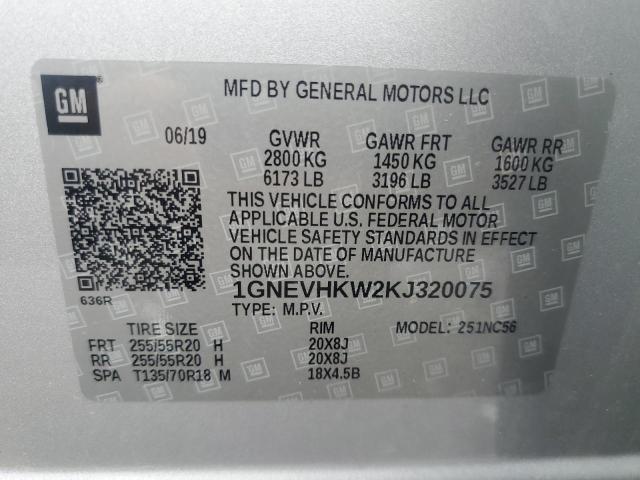 GM
MFD BY GENERAL MOTORS LLC
06/19 GVWR GAWR FRT GAWR RR
2800 KG 1450 KG 1600 KG
6173 LB 3196 LB 3527 LB
THIS VEHICLE CONFORMS TO ALL
APPLICABLE U.S. FEDERAL MOTOR
VEHICLE SAFETY STANDARDS IN EFFECT
ON THE DATE OF MANUFACTURE
SHOWN ABOVE.
1GNEVHKW2KJ320075
636R
TYPE: M.P.V. MODEL: 251NC56
TIRE SIZE RIM
FRT 255/55R20 H 20X8J
RR 255/55R20 H 20X8J
SPA T135/70R18 M 18X4.5B